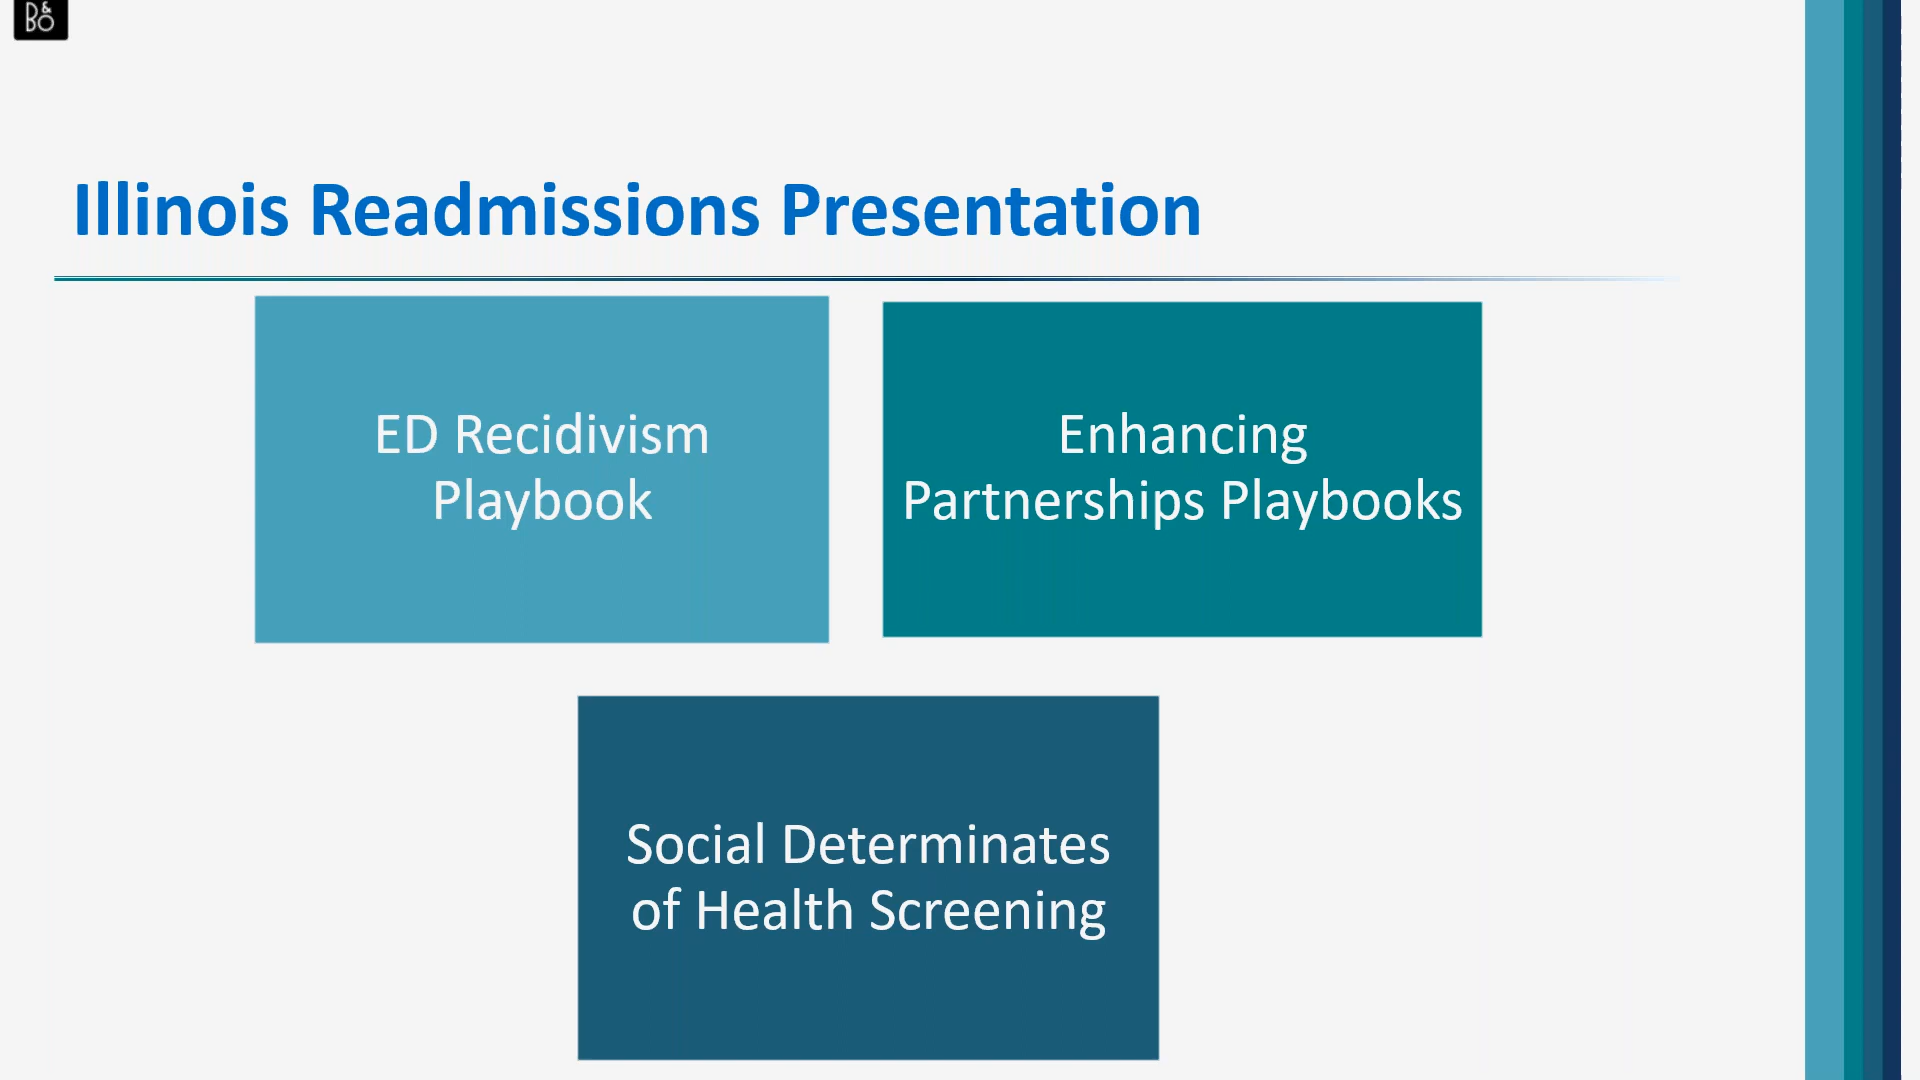 B&O
Illinois Readmissions Presentation
ED Recidivism
Playbook
Enhancing
Partnerships Playbooks
Social Determinates
of Health Screening